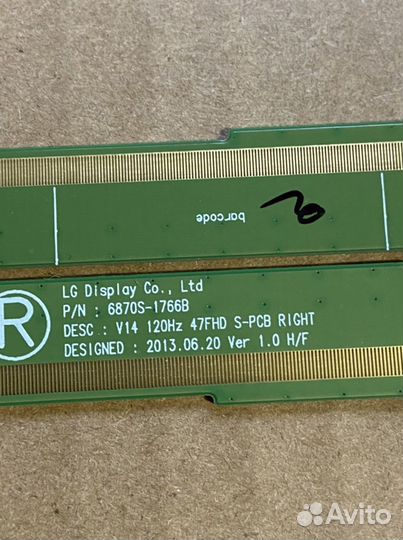 barcode
R
LG Display Co., Ltd
P/N : 6870S-1766B
DESC : V14 120Hz 47FHD S-PCB RIGHT
DESIGNED : 2013.06.20 Ver 1.0 H/F
Avito